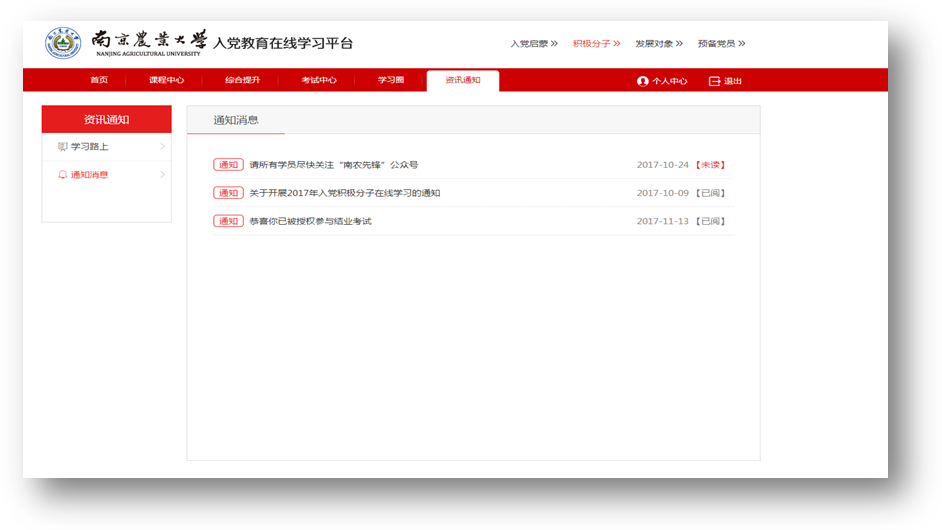 南京農業大學 入党教育在线学习平台
NANJING AGRICULTURAL UNIVERSITY
入党启蒙 » 积极分子 » 发展对象 » 预备党员 »
首页 课程中心 综合提升 考试中心 学习圈 资讯通知 个人中心 退出
资讯通知
学习路上 >
通知消息 >
通知消息
通知 请所有学员尽快关注“南农先锋”公众号 2017-10-24 【未读】
通知 关于开展2017年入党积极分子在线学习的通知 2017-10-09 【已阅】
通知 恭喜你已被授权参与结业考试 2017-11-13 【已阅】